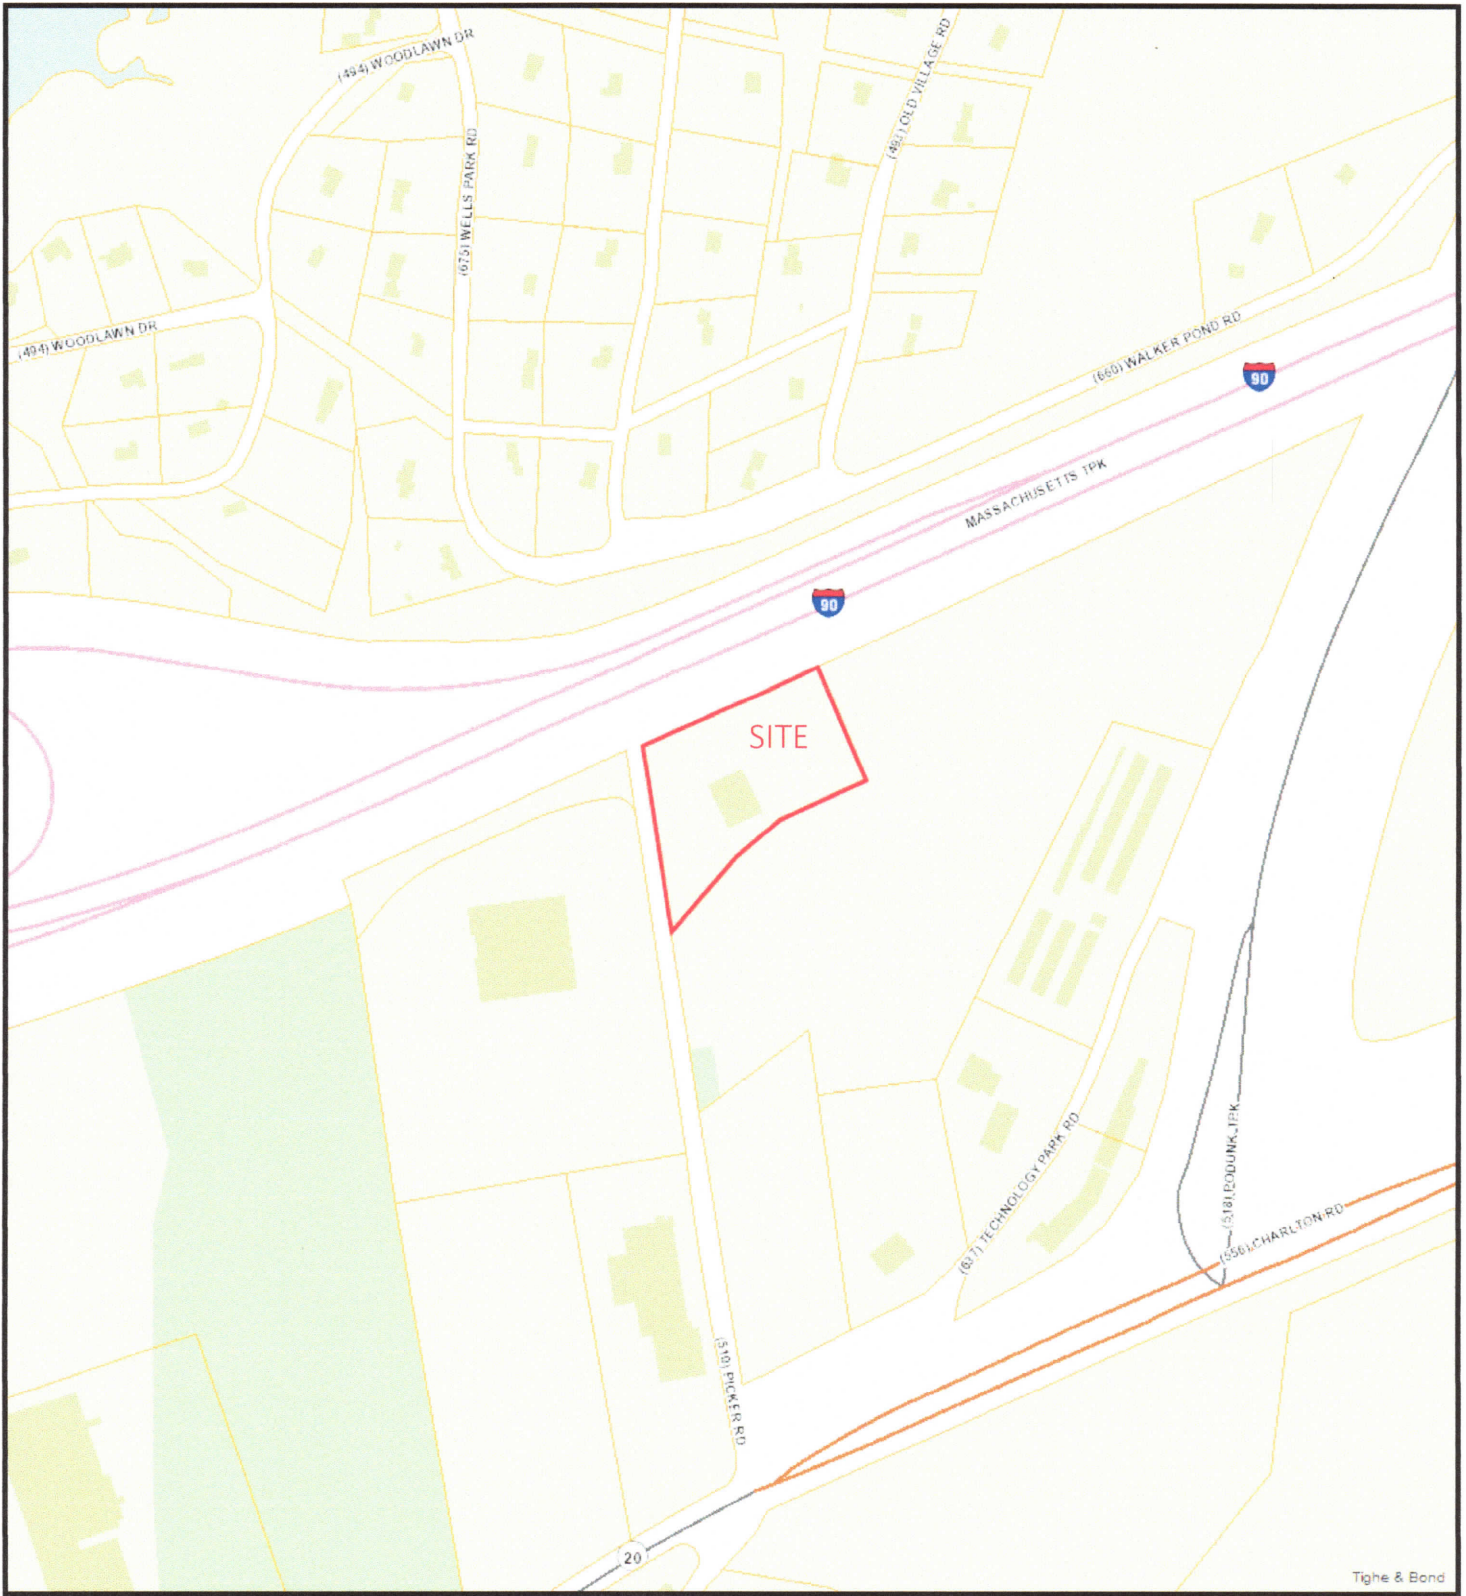 (494) WOODLAWN DR
(493) OLD VILLAGE RD
(675) WELLS PARK RD
(494) WOODLAWN DR
(660) WALKER POND RD
90
MASSACHUSETTS TPK
90
SITE
(637) TECHNOLOGY PARK RD
(518) PODUNK TPK
(556) CHARLTON RD
(510) PICKER RD
20
Tighe & Bond